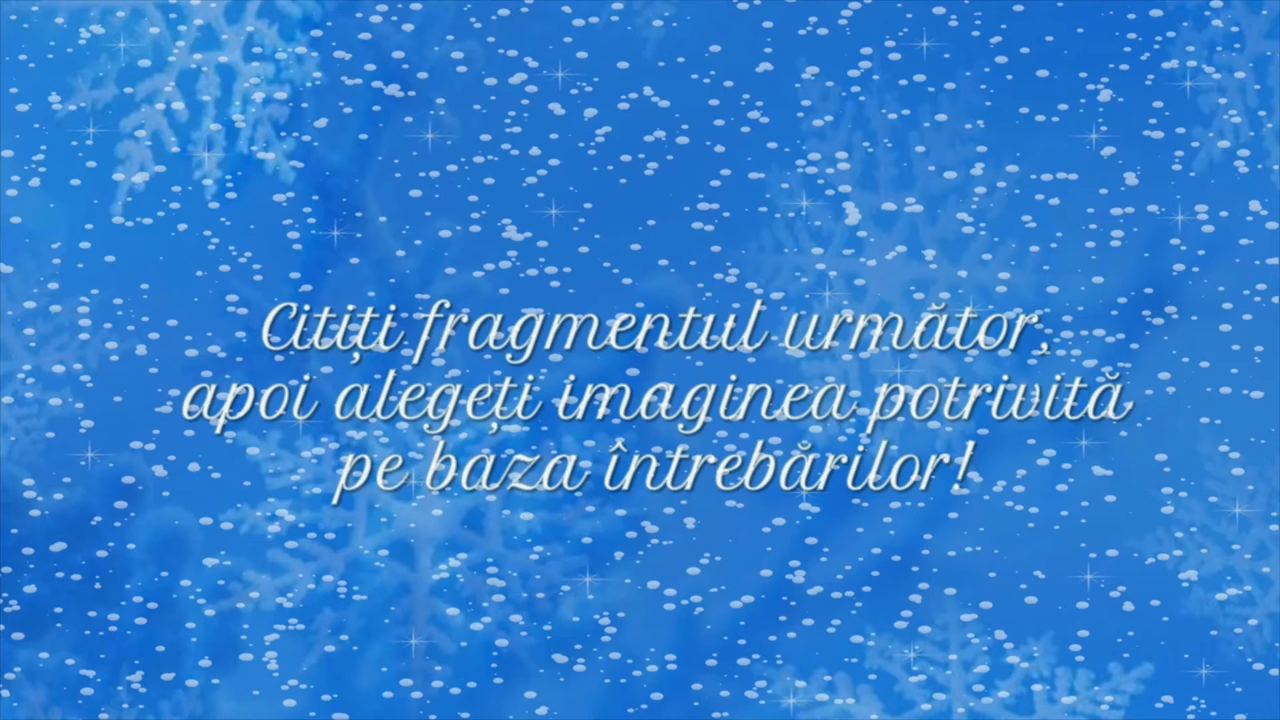 Citiți fragmentul următor,
apoi alegeți imaginea potrivită
pe baza întrebărilor!